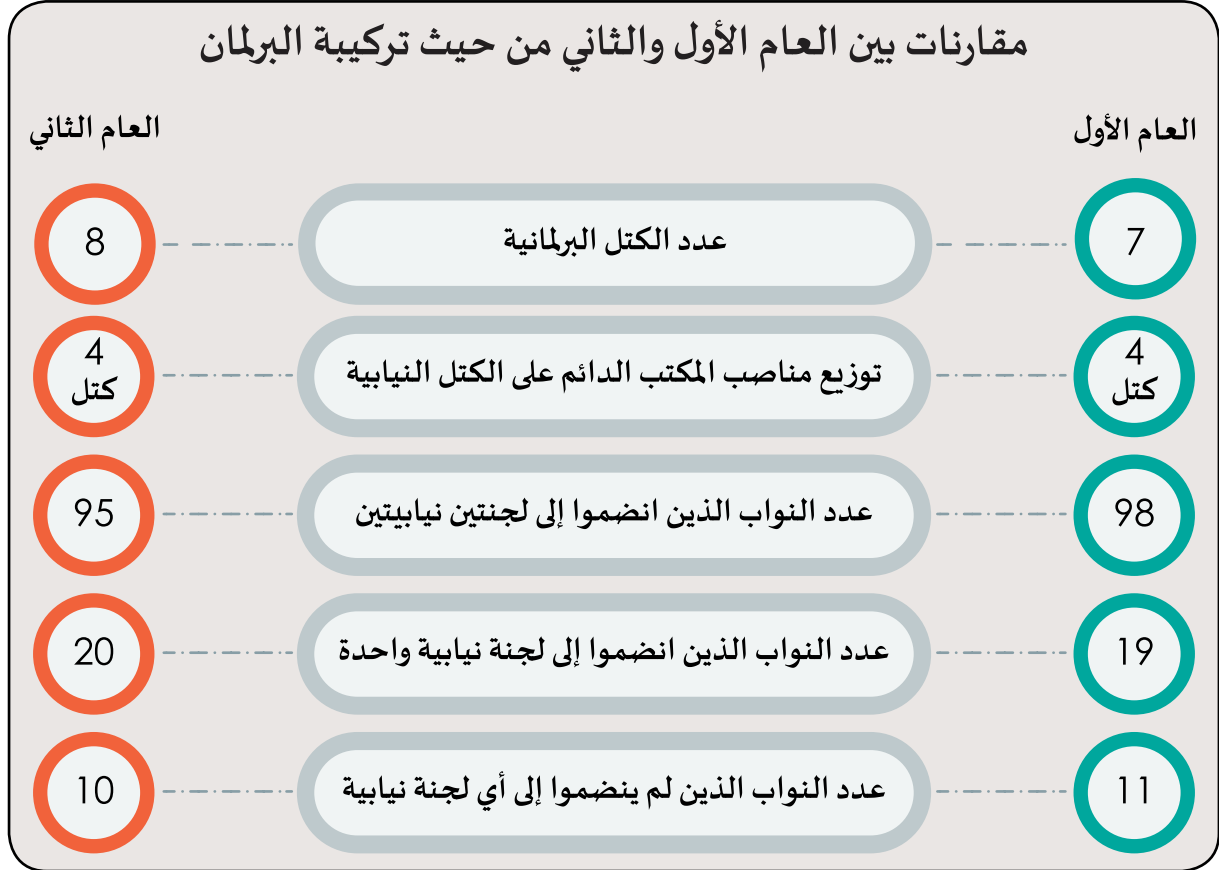 مقارنات بين العام الأول والثاني من حيث تركيبة البرلمان
العام الأول
العام الثاني
7
عدد الكتل البرلمانية
8
4
كتل
توزيع مناصب المكتب الدائم على الكتل النيابية
4
كتل
98
عدد النواب الذين انضموا إلى لجنتين نيابيتين
95
19
عدد النواب الذين انضموا إلى لجنة نيابية واحدة
20
11
عدد النواب الذين لم ينضموا إلى أي لجنة نيابية
10